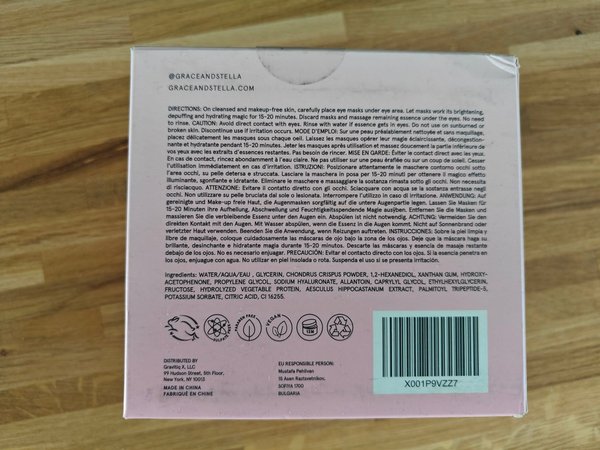 @GRACEANDSTELLA
GRACEANDSTELLA.COM
DIRECTIONS: On cleansed and makeup-free skin, carefully place eye masks under eye area. Let masks work its brightening,
depuffing and hydrating magic for 15-20 minutes. Discard masks and massage remaining essence under the eyes. No need
to rinse. CAUTION: Avoid direct contact with eyes. Rinse with water if essence gets in eyes. Do not use on sunburned or
broken skin. Discontinue use if irritation occurs. MODE D'EMPLOI: Sur une peau préalablement nettoyée et sans maquillage,
placez délicatement les masques sous chaque oeil. Laissez les masques opérer leur magie éclaircissante, décongestion-
nante et hydratante pendant 15-20 minutes. Jeter les masques après utilisation et massez doucement la partie inférieure de
vos yeux avec les extraits d'essences restantes. Pas besoin de rincer. MISE EN GARDE: Éviter le contact direct avec les yeux.
En cas de contact, rincez abondamment à l'eau claire. Ne pas utiliser sur une peau éraflée ou sur un coup de soleil. Cesser
l'utilisation immédiatement en cas d'irritation. ISTRUZIONI: Posizionare attentamente le maschere contorno occhi sotto
l'area occhi, su pelle detersa e struccata. Lasciare la maschera in posa per 15-20 minuti per ottenere il magico effetto
illuminante, sgonfiante e idratante. Eliminare le maschere e massaggiare la sostanza rimasta sotto gli occhi. Non necessita
di risciacquo. ATTENZIONE: Evitare il contatto diretto con gli occhi. Sciacquare con acqua se la sostanza entrasse negli
occhi. Non utilizzare su pelle bruciata dal sole o lesionata. Interrompere l'utilizzo in caso di irritazione. ANWENDUNG: Auf
gereinigte und Make-up freie Haut, die Augenmasken sorgfältig auf die untere Augenpartie legen. Lassen Sie Masken für
15-20 Minuten ihre Aufhellung, Abschwellung und Feuchtigkeitsspendende Magie ausüben. Entfernen Sie die Masken und
massieren Sie die verbleibende Essenz unter den Augen ein. Abspülen ist nicht notwendig. ACHTUNG: Vermeiden Sie den
direkten Kontakt mit den Augen. Mit Wasser abspülen, wenn die Essenz in die Augen kommt. Nicht auf Sonnenbrand oder
verletzter Haut verwenden. Beenden Sie die Anwendung, wenn Reizungen auftreten. INSTRUCCIONES: Sobre la piel limpia y
libre de maquillaje, coloque cuidadosamente las máscaras de ojo bajo la zona de los ojos. Deje que la máscara haga su
brillante, desinchante e hidratante magia durante 15-20 minutos. Descarte las máscaras y esencia de masaje restante
debajo de los ojos. No es necesario enjuagar. PRECAUCIÓN: Evitar el contacto directo con los ojos. Si la esencia penetra en
los ojos, enjuague con agua. No utilizar en piel insolada o rota. Suspenda el uso si se presenta irritación.
Ingredients: WATER/AQUA/EAU , GLYCERIN, CHONDRUS CRISPUS POWDER, 1,2-HEXANEDIOL, XANTHAN GUM, HYDROXY-
ACETOPHENONE, PROPYLENE GLYCOL, SODIUM HYALURONATE, ALLANTOIN, CAPRYLYL GLYCOL, ETHYLHEXYLGLYCERIN,
FRUCTOSE, HYDROLYZED VEGETABLE PROTEIN, AESCULUS HIPPOCASTANUM EXTRACT, PALMITOYL TRIPEPTIDE-5,
POTASSIUM SORBATE, CITRIC ACID, CI 16255.
PARABEN FREE
VEGAN
12M
DISTRIBUTED BY
Gravitiq X, LLC
99 Hudson Street, 5th Floor,
New York, NY 10013
MADE IN CHINA
FABRIQUÉ EN CHINE
EU RESPONSIBLE PERSON:
Mustafa Pehlivan
15 Asen Raztsvetnikov,
SOFIA 1700
BULGARIA
X001P9VZZ7